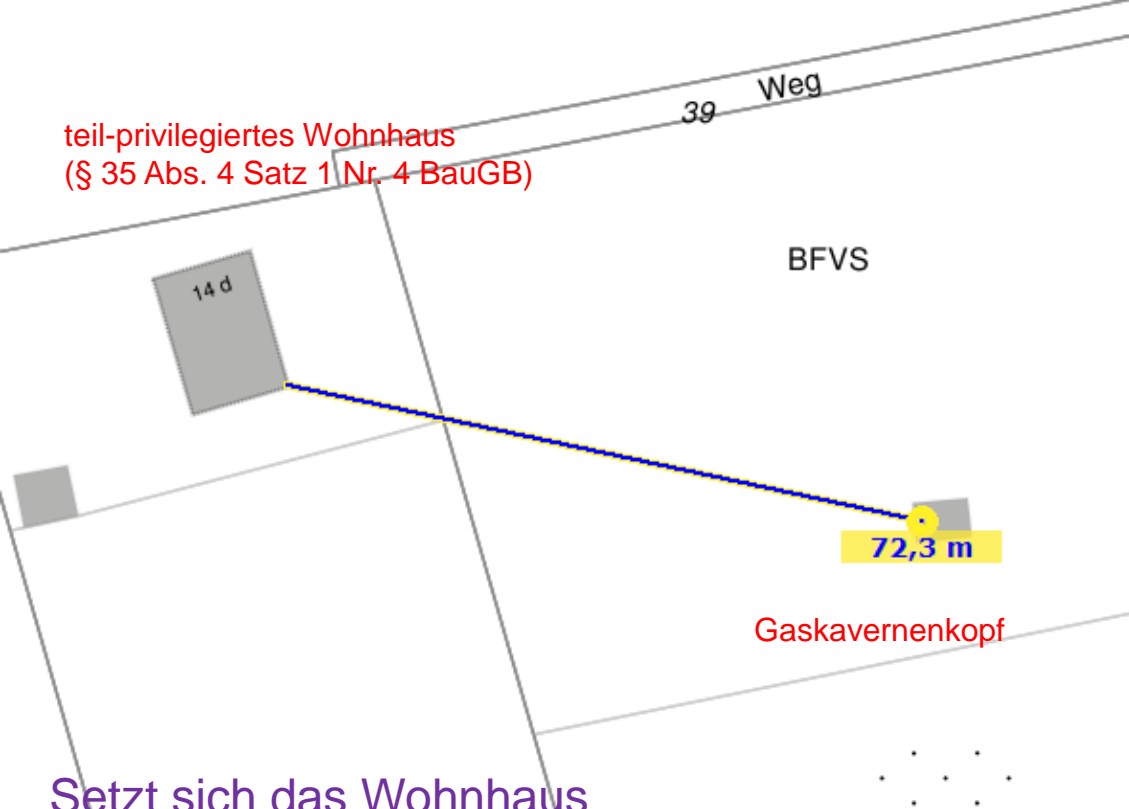 Weg
39
teil-privilegiertes Wohnhaus
(§ 35 Abs. 4 Satz 1 Nr. 4 BauGB)
BFVS
14 d
72,3 m
Gaskavernenkopf
Setzt sich das Wohnhaus